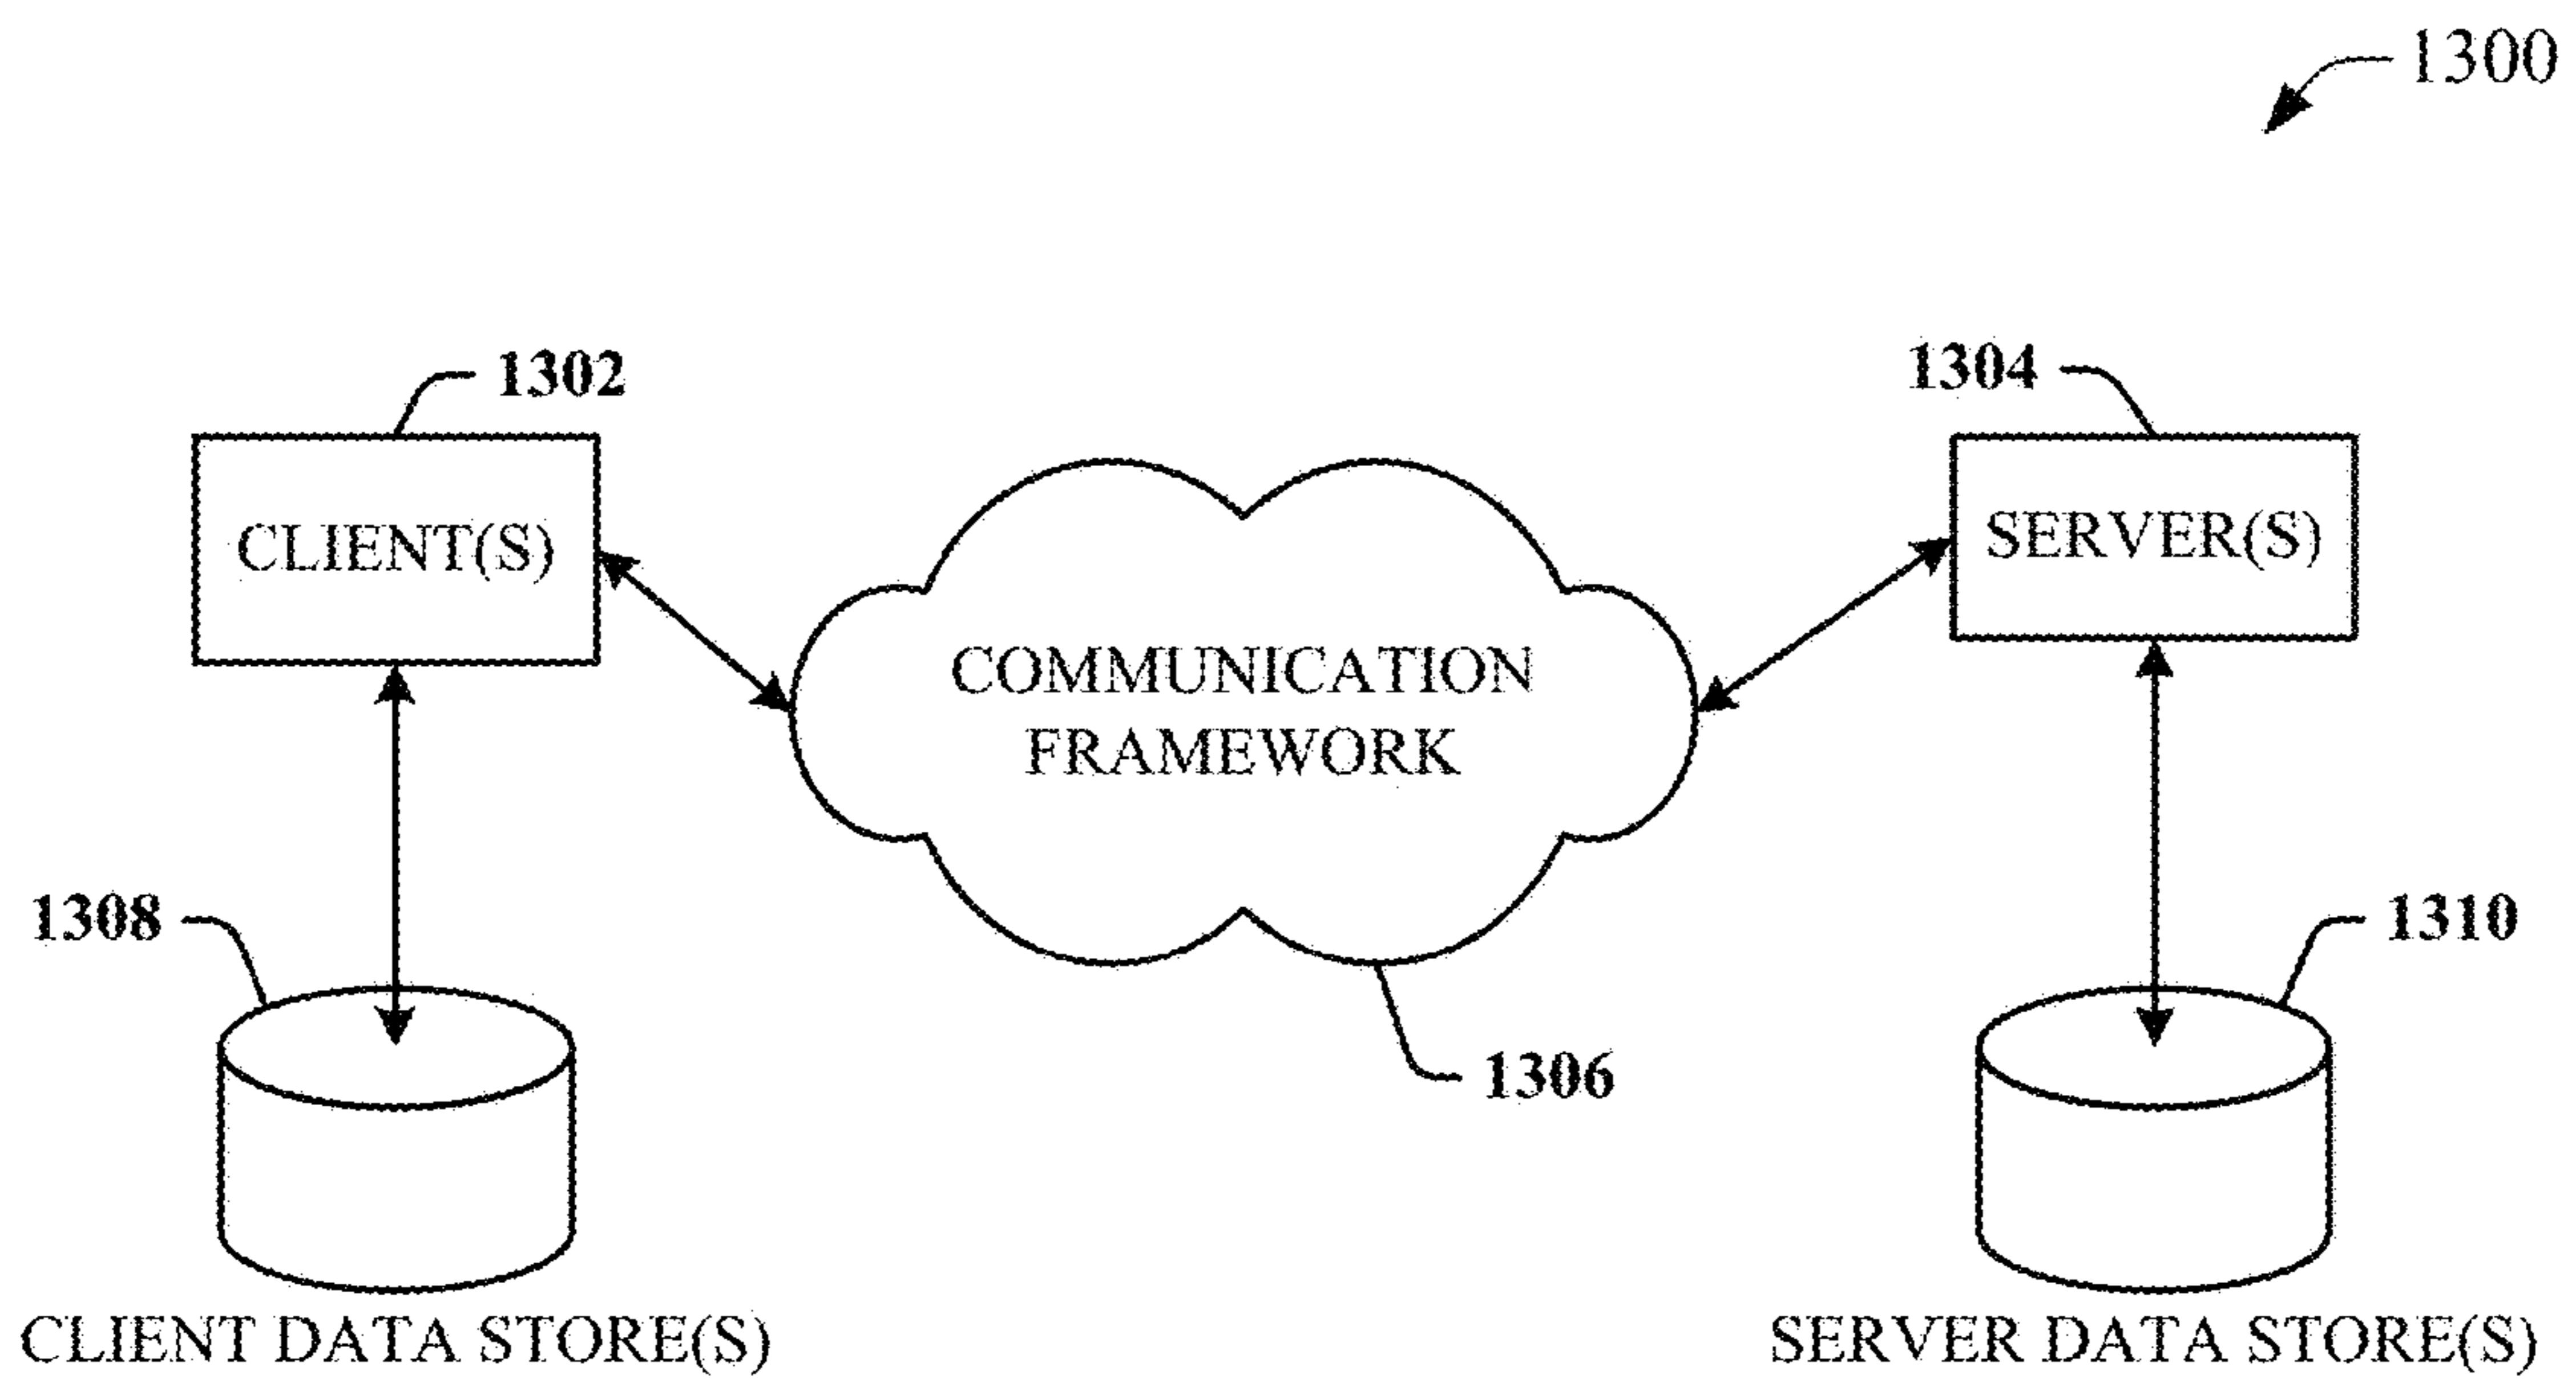 1300
1302
1304
CLIENT(S)
SERVER(S)
COMMUNICATION
FRAMEWORK
1308
1310
1306
CLIENT DATA STORE(S)
SERVER DATA STORE(S)